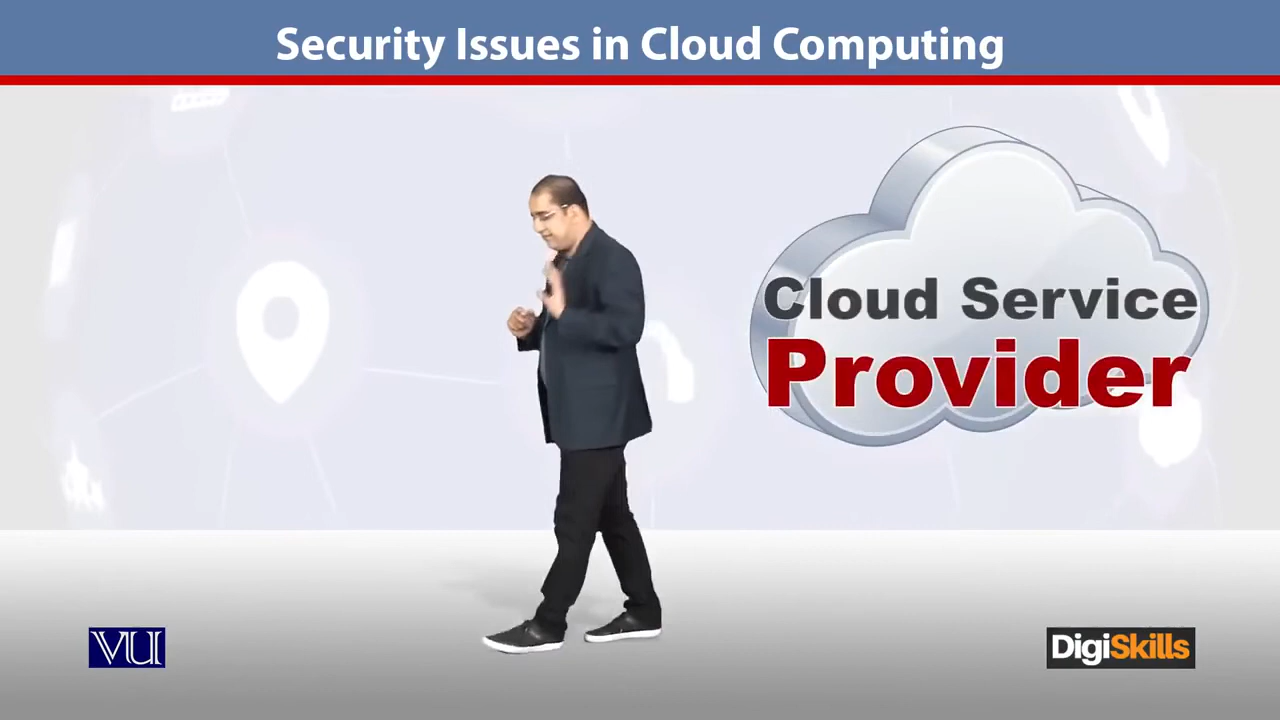 Security Issues in Cloud Computing
Cloud Service
Provider
VU
DigiSkills